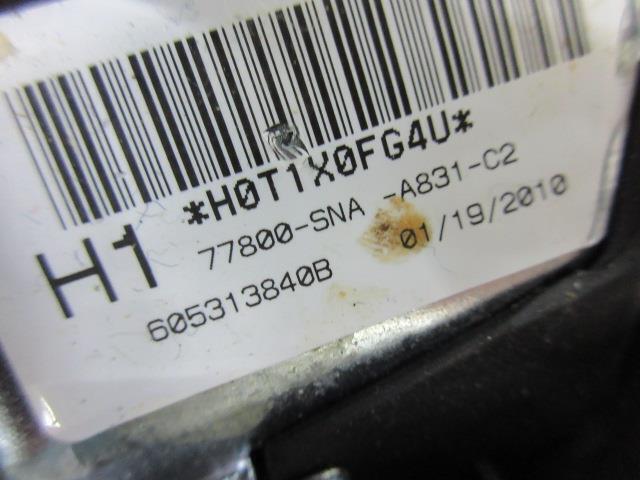 *H0T1X0FG4U*
H1 77800-SNA -A831-C2
605313840B 01/19/2010